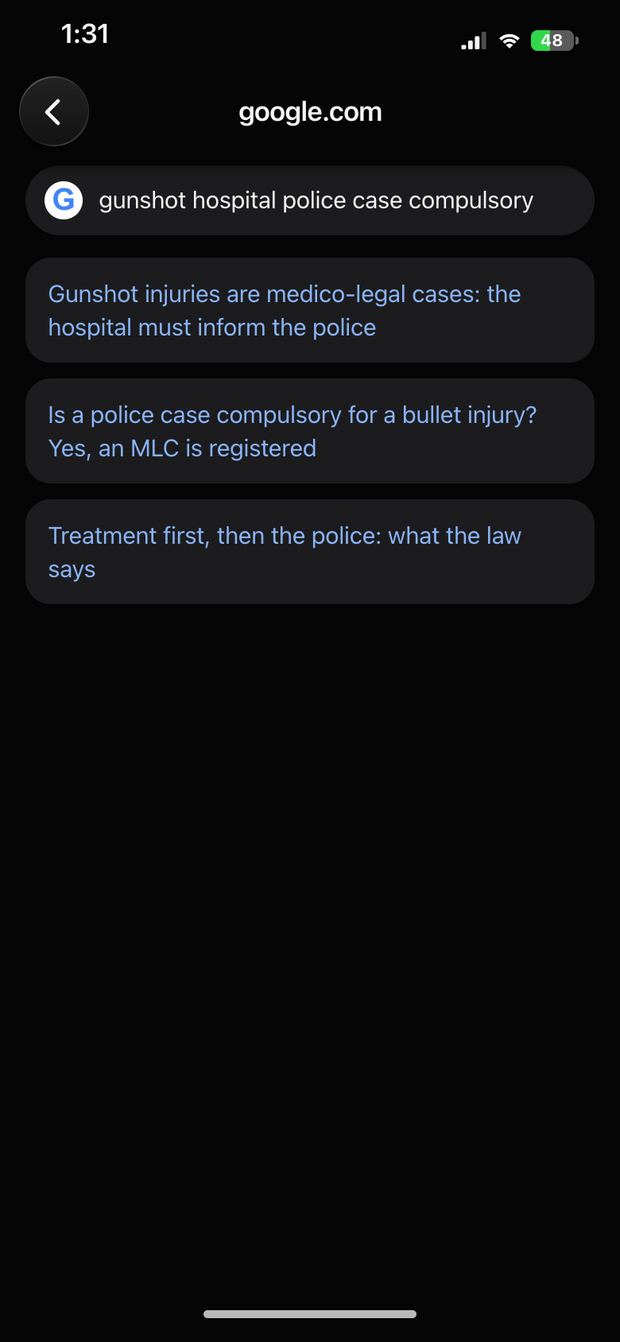 1:31
48
google.com
G gunshot hospital police case compulsory
Gunshot injuries are medico-legal cases: the
hospital must inform the police
Is a police case compulsory for a bullet injury?
Yes, an MLC is registered
Treatment first, then the police: what the law
says